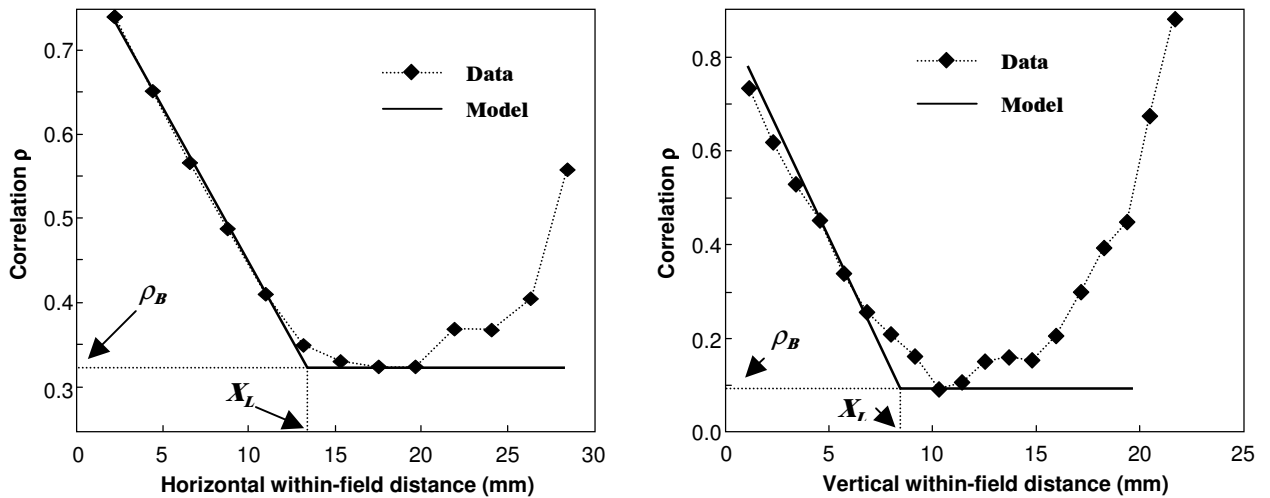 0.7
0.6
0.5
0.4
0.3
Correlation ρ
Data
Model
ρB
XL
0 5 10 15 20 25 30
Horizontal within-field distance (mm)
0.8
0.6
0.4
0.2
0.0
Correlation ρ
Data
Model
ρB
XL
0 5 10 15 20 25
Vertical within-field distance (mm)